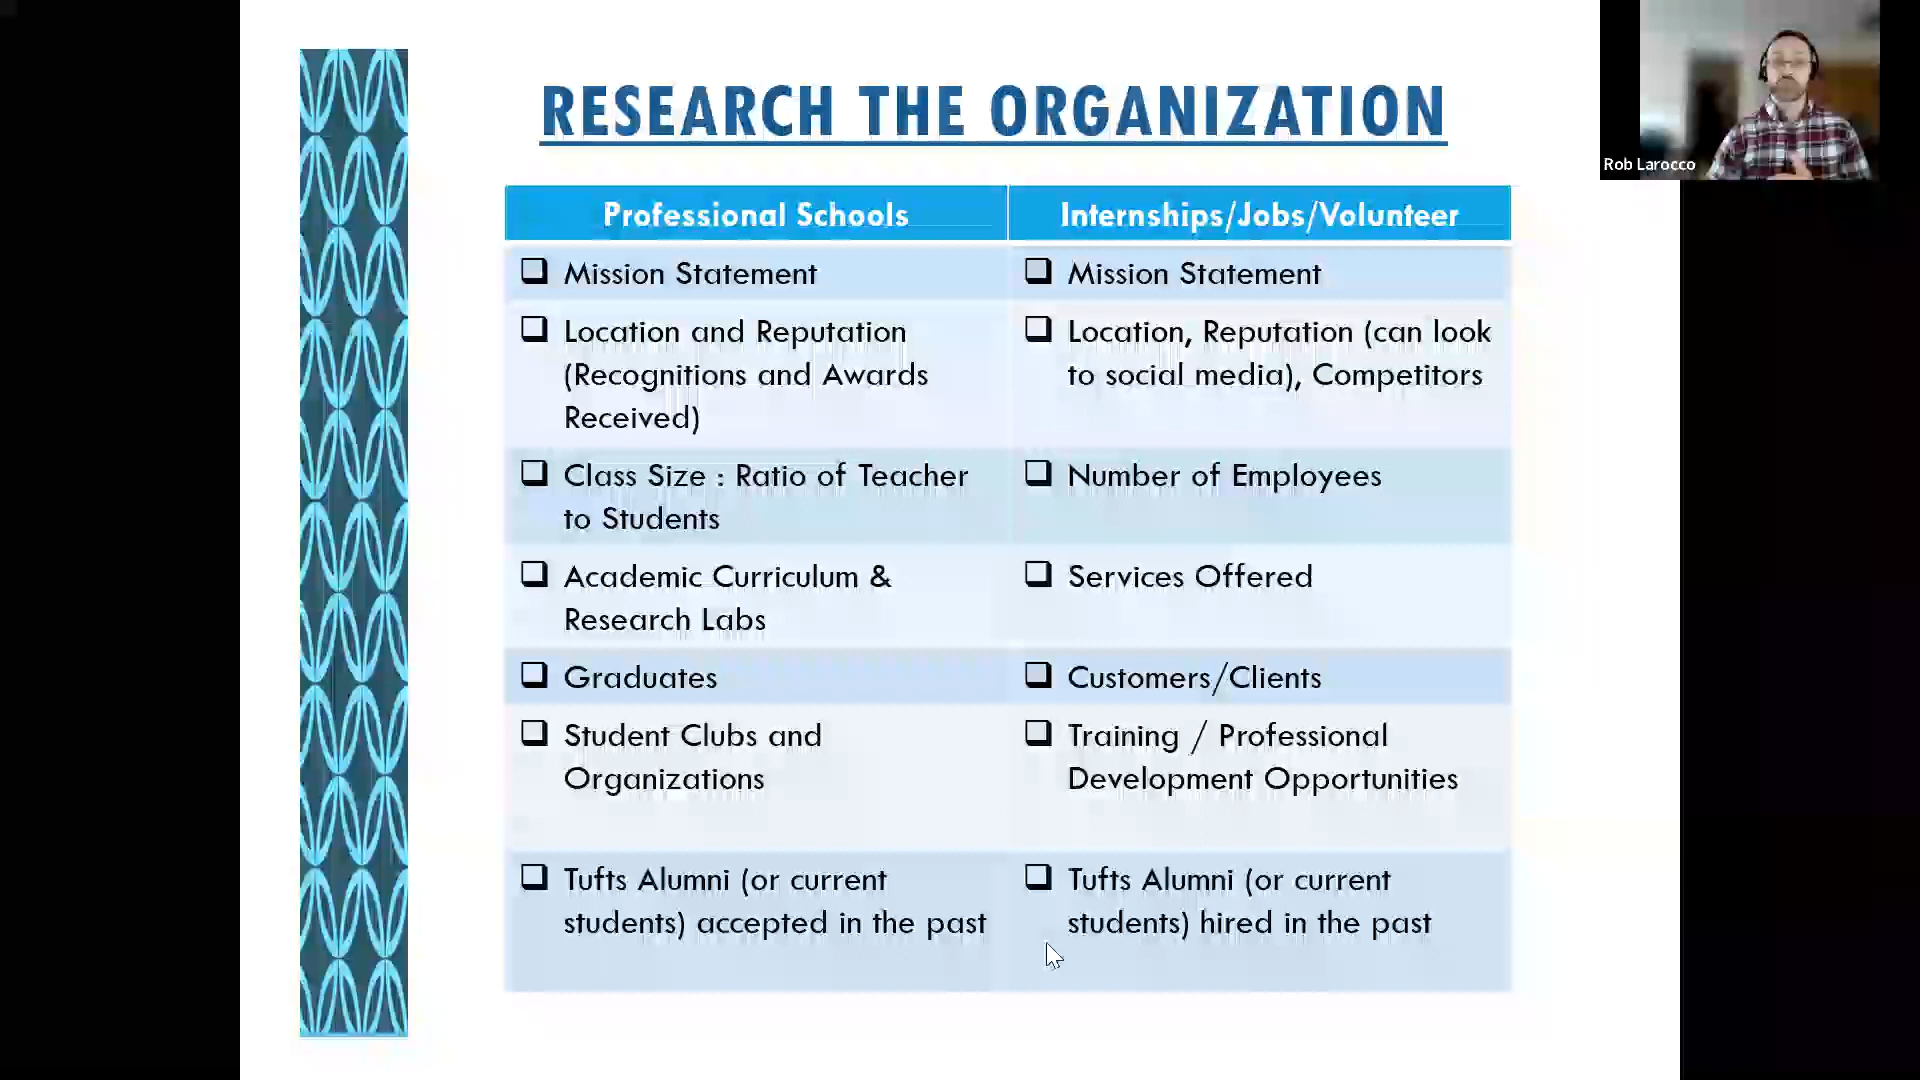 RESEARCH THE ORGANIZATION
Rob Larocco
Professional Schools
Internships/Jobs/Volunteer
Mission Statement
Mission Statement
Location and Reputation
(Recognitions and Awards
Received)
Location, Reputation (can look
to social media), Competitors
Class Size : Ratio of Teacher
to Students
Number of Employees
Academic Curriculum &
Research Labs
Services Offered
Graduates
Customers/Clients
Student Clubs and
Organizations
Training / Professional
Development Opportunities
Tufts Alumni (or current
students) accepted in the past
Tufts Alumni (or current
students) hired in the past